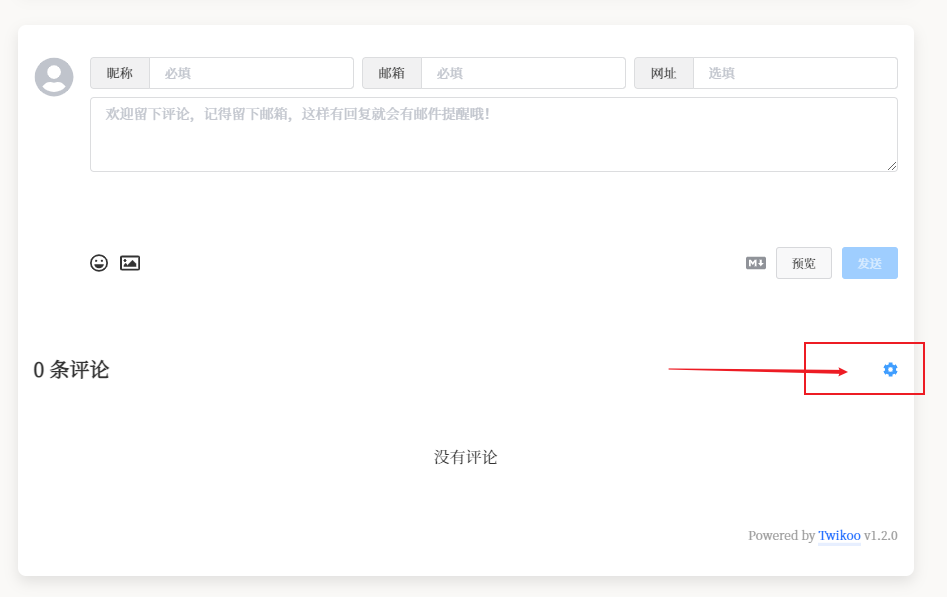 昵称 必填 邮箱 必填 网址 选填
欢迎留下评论，记得留下邮箱，这样有回复就会有邮件提醒哦！
M 预览 发送
0 条评论
没有评论
Powered by Twikoo v1.2.0